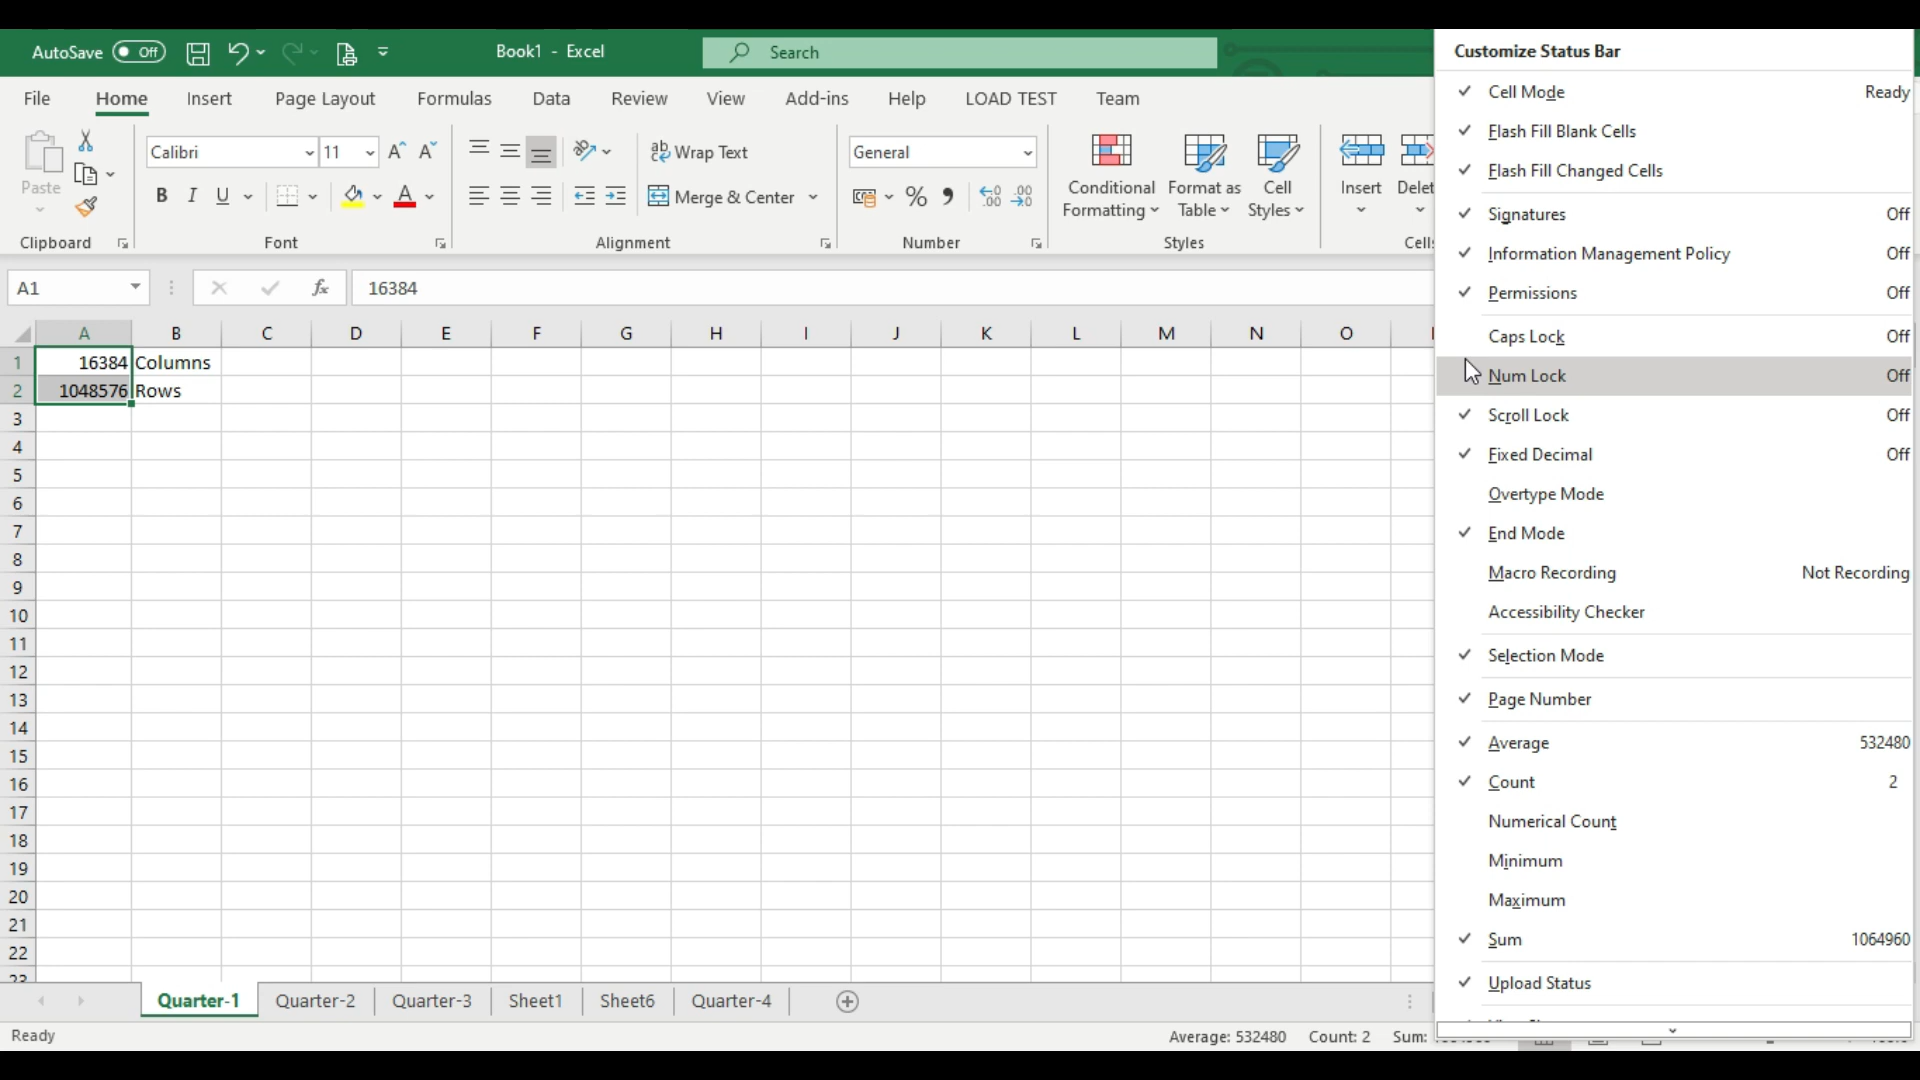 AutoSave Off Book1 - Excel Search
File Home Insert Page Layout Formulas Data Review View Add-ins Help LOAD TEST Team
Paste
Clipboard
Calibri 11
B I U A
Font
ab Wrap Text
Merge & Center
Alignment
General
% 9 .00 .00
Number
Conditional Formatting
Format as Table
Cell Styles
Styles
Insert
Delet
Cells
A1 fx 16384
A B C D E F G H I J K L M N O
1 16384 Columns
2 1048576 Rows
3
4
5
6
7
8
9
10
11
12
13
14
15
16
17
18
19
20
21
22
23
Quarter-1 Quarter-2 Quarter-3 Sheet1 Sheet6 Quarter-4
Ready Average: 532480 Count: 2 Sum:
Customize Status Bar
Cell Mode Ready
Flash Fill Blank Cells
Flash Fill Changed Cells
Signatures Off
Information Management Policy Off
Permissions Off
Caps Lock Off
Num Lock Off
Scroll Lock Off
Fixed Decimal Off
Overtype Mode
End Mode
Macro Recording Not Recording
Accessibility Checker
Selection Mode
Page Number
Average 532480
Count 2
Numerical Count
Minimum
Maximum
Sum 1064960
Upload Status